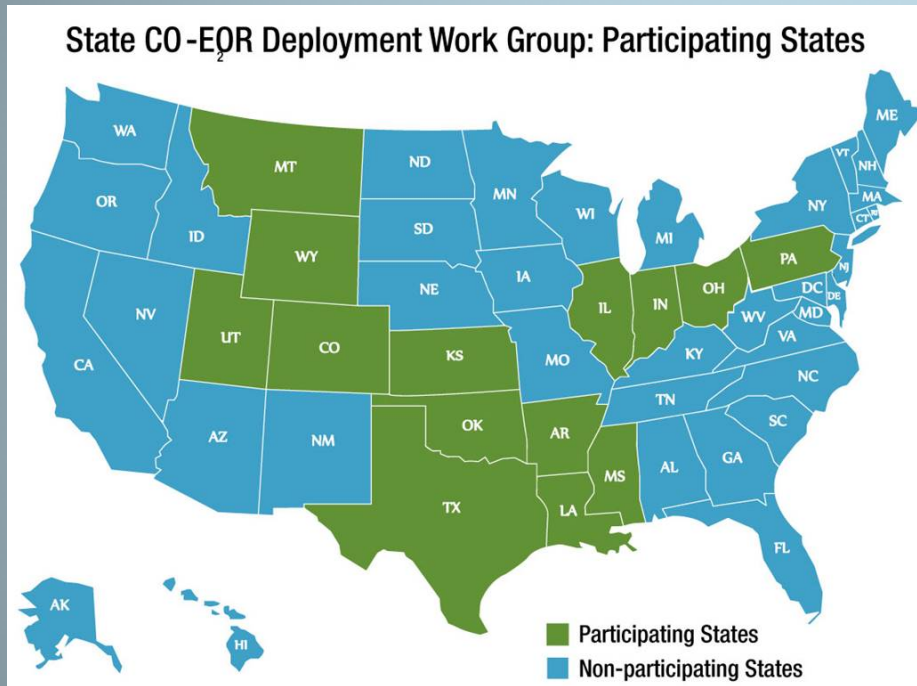 State CO₂-EOR Deployment Work Group: Participating States
WA
MT
ND
MN
ME
VT
NH
OR
ID
SD
WI
MI
NY
MA
CT
RI
WY
IA
PA
NJ
NV
NE
IL
IN
OH
DC
DE
MD
UT
CO
WV
VA
CA
KS
MO
KY
NC
TN
AZ
NM
OK
AR
SC
MS
AL
GA
TX
LA
FL
AK
HI
Participating States
Non-participating States